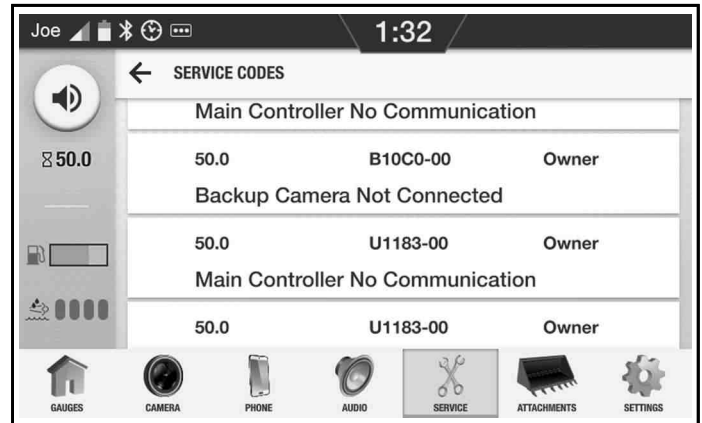 Joe 1:32
SERVICE CODES
Main Controller No Communication
50.0
50.0 B10C0-00 Owner
Backup Camera Not Connected
50.0 U1183-00 Owner
Main Controller No Communication
50.0 U1183-00 Owner
GAUGES CAMERA PHONE AUDIO SERVICE ATTACHMENTS SETTINGS